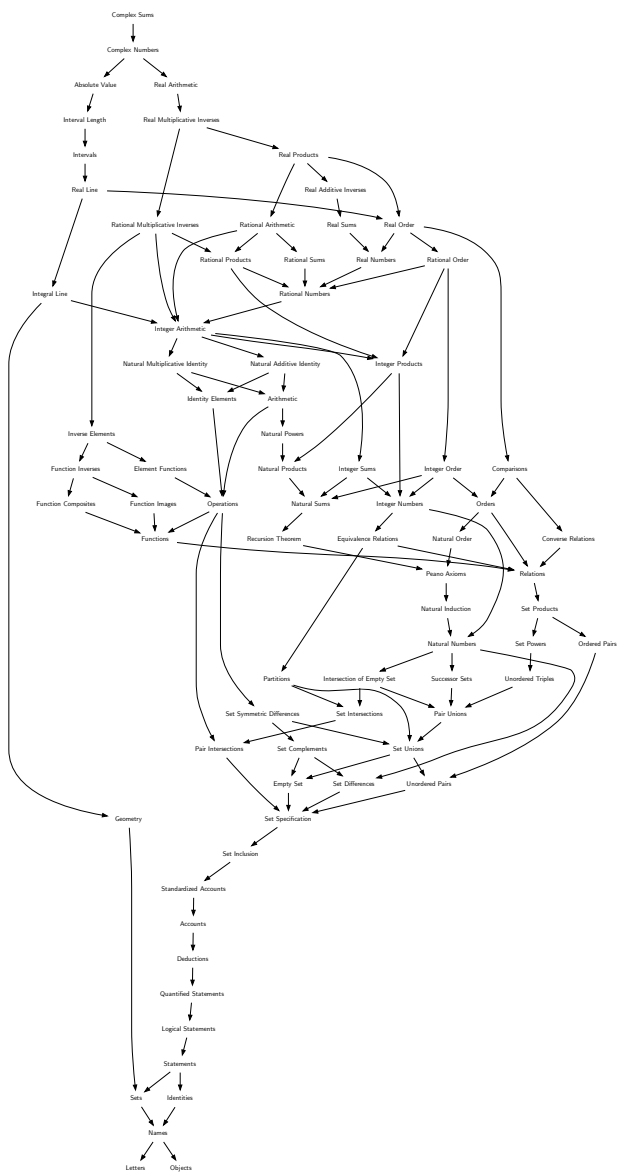 Complex Sums
Complex Numbers
Absolute Value Real Arithmetic
Interval Length Real Multiplicative Inverses
Intervals Real Products
Real Line Real Additive Inverses
Rational Multiplicative Inverses Rational Arithmetic Real Sums Real Order
Rational Products Rational Sums Real Numbers Rational Order
Integral Line Rational Numbers
Integer Arithmetic
Natural Multiplicative Identity Natural Additive Identity Integer Products
Identity Elements Arithmetic
Inverse Elements Natural Powers
Function Inverses Element Functions Natural Products Integer Sums Integer Order Comparisons
Function Composites Function Images Operations Natural Sums Integer Numbers Orders
Functions Recursion Theorem Equivalence Relations Natural Order Converse Relations
Peano Axioms Relations
Natural Induction Set Products
Natural Numbers Set Powers Ordered Pairs
Partitions Intersection of Empty Set Successor Sets Unordered Triples
Set Symmetric Differences Set Intersections Pair Unions
Pair Intersections Set Complements Set Unions
Empty Set Set Differences Unordered Pairs
Geometry Set Specification
Set Inclusion
Standardized Accounts
Accounts
Deductions
Quantified Statements
Logical Statements
Statements
Sets Identities
Names
Letters Objects